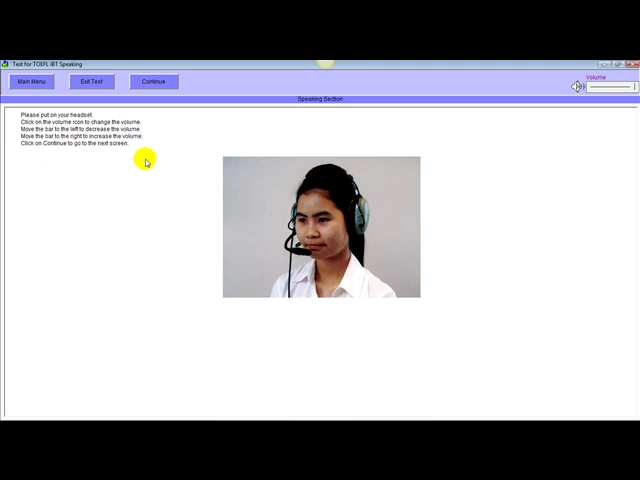 Test for TOEFL iBT Speaking
Main Menu
Exit Test
Continue
Volume
Speaking Section
Please put on your headset.
Click on the volume icon to change the volume.
Move the bar to the left to decrease the volume.
Move the bar to the right to increase the volume.
Click on Continue to go to the next screen.